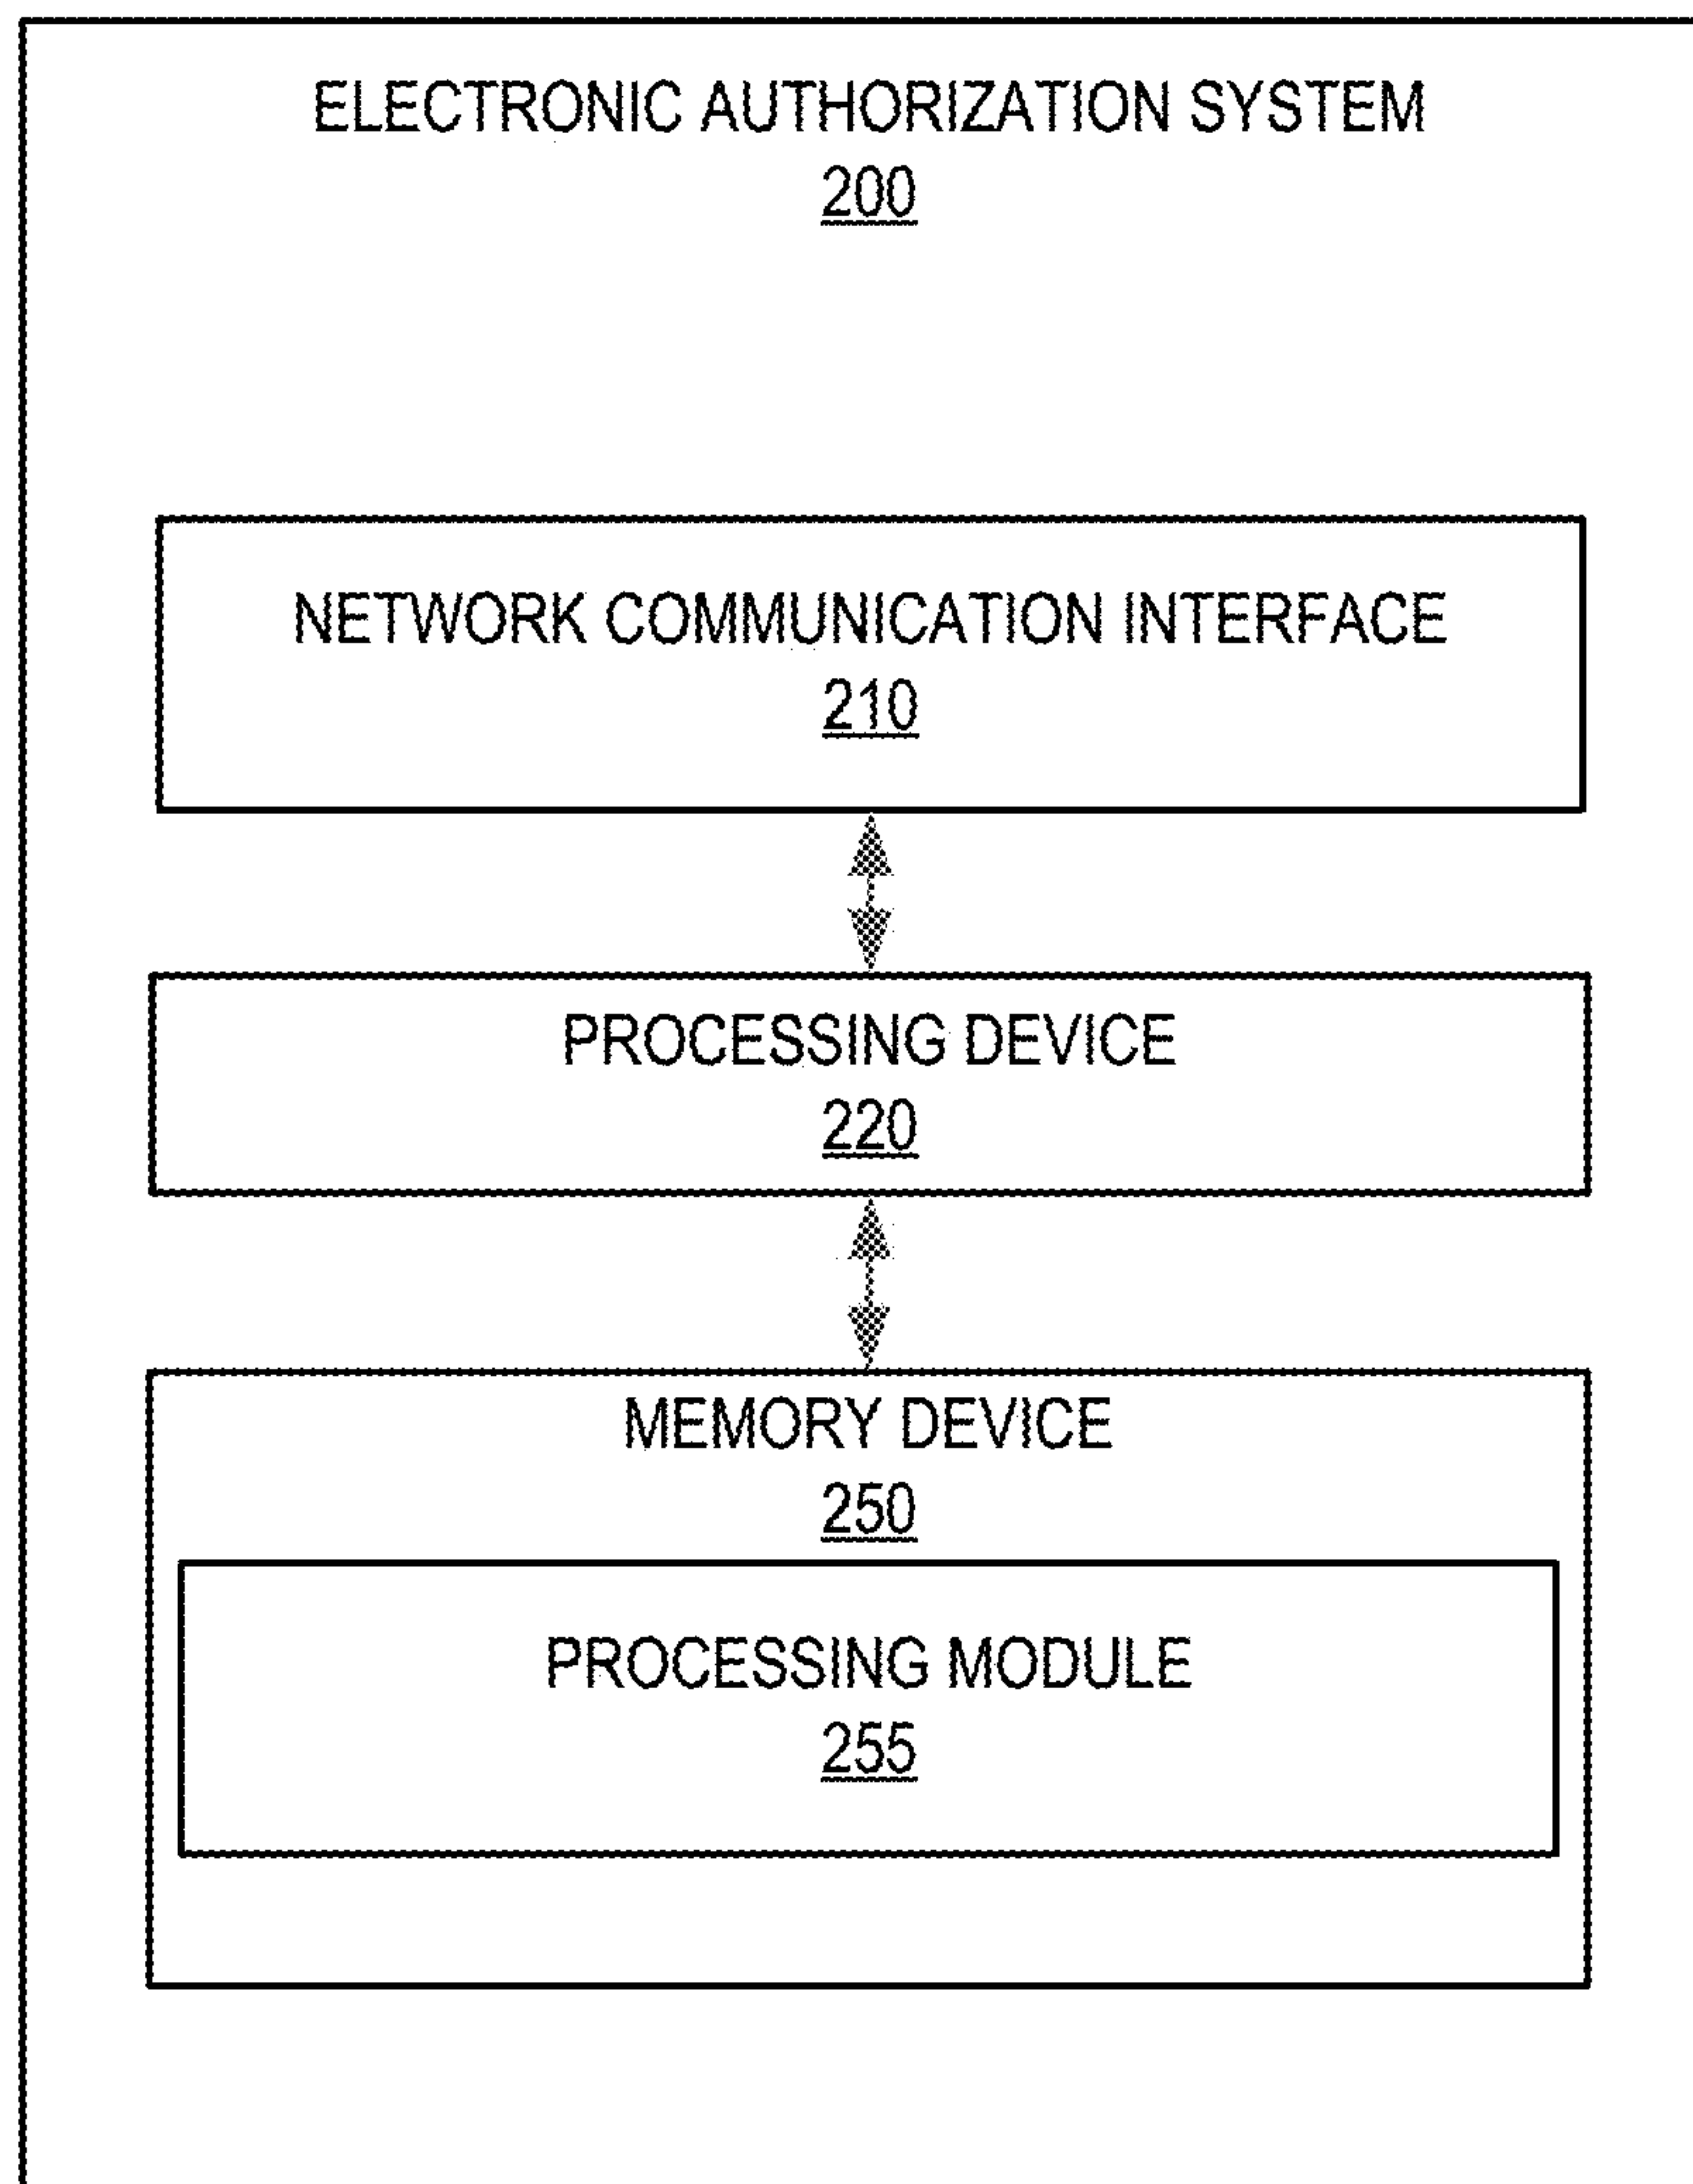 ELECTRONIC AUTHORIZATION SYSTEM
200
NETWORK COMMUNICATION INTERFACE
210
PROCESSING DEVICE
220
MEMORY DEVICE
250
PROCESSING MODULE
255